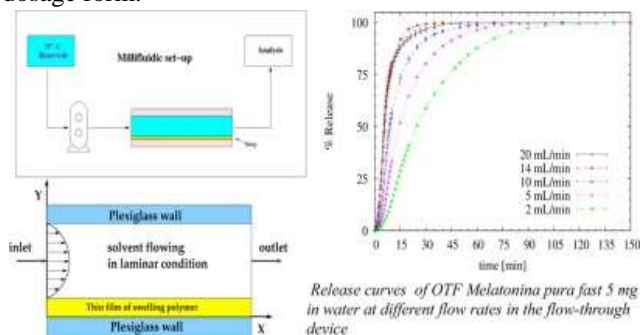 dosage form.
37° C
Reservoir
Millifluidic set-up
Analysis
Strip
Y
Plexiglass wall
inlet
solvent flowing
in laminar condition
outlet
Thin film of swelling polymer
Plexiglass wall
X
100
75
50
25
0
% Release
20 mL/min
14 mL/min
10 mL/min
5 mL/min
2 mL/min
0 15 30 45 60 75 90 105 120 135 150
time [min]
Release curves of OTF Melatonina pura fast 5 mg
in water at different flow rates in the flow-through
device